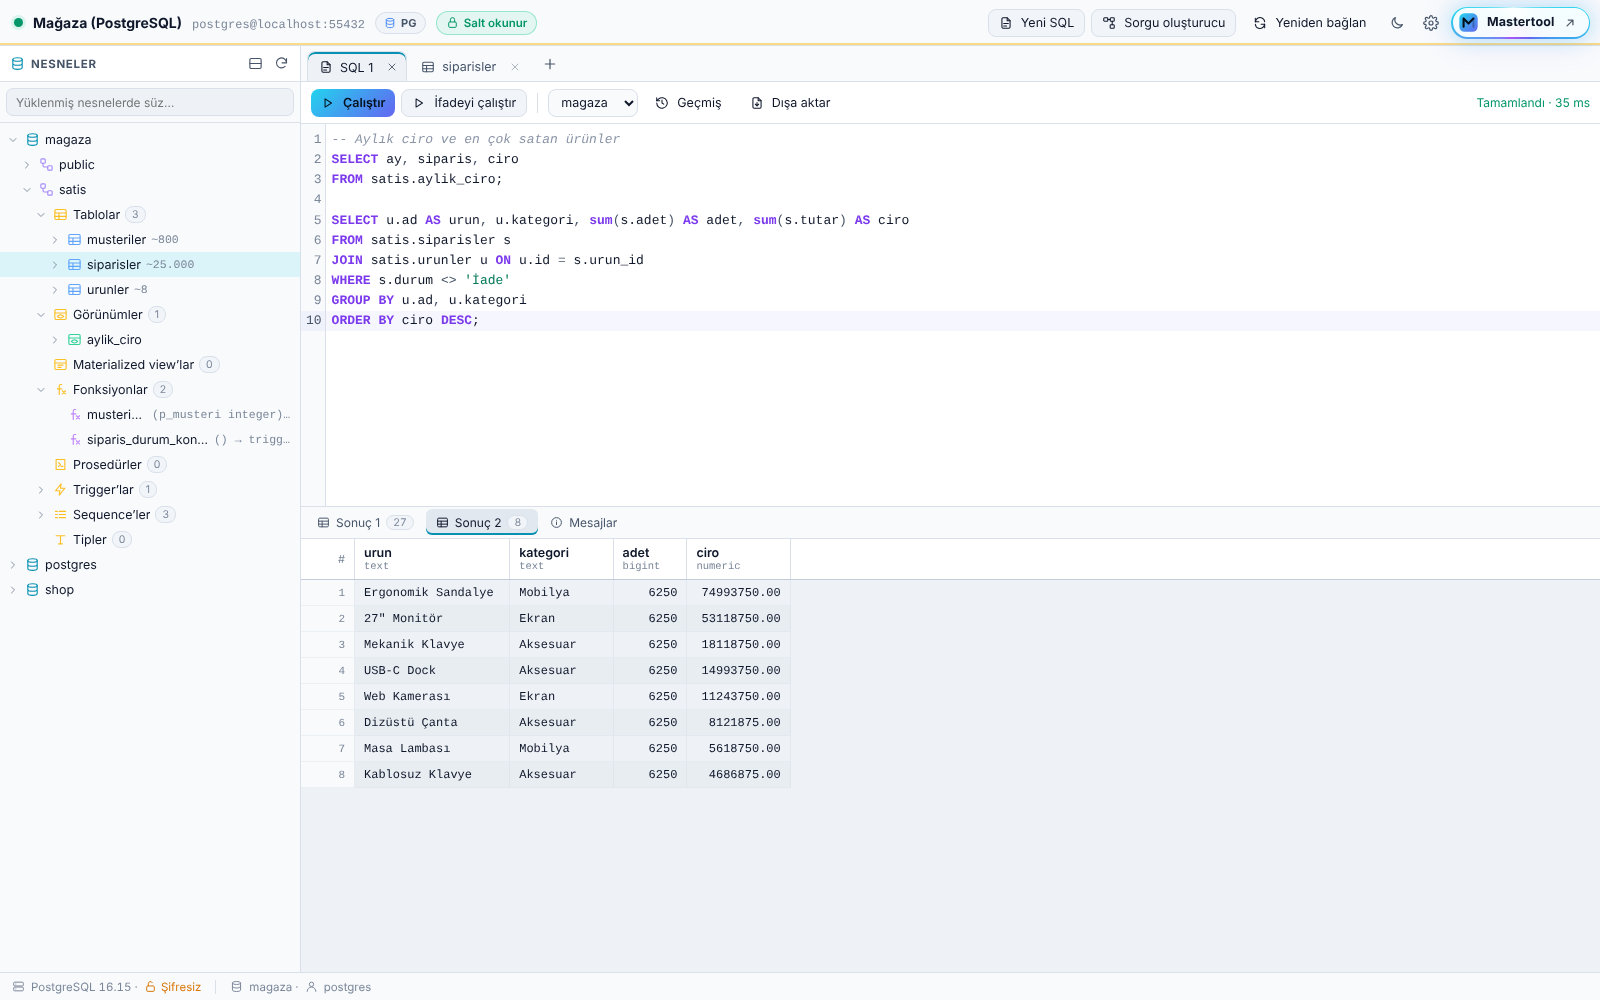 Mağaza (PostgreSQL) postgres@localhost:55432 PG Salt okunur Yeni SQL Sorgu oluşturucu Yeniden bağlan Mastertool
NESNELER
SQL 1 siparisler
Yüklenmiş nesnelerde süz...
Çalıştır İfadeyi çalıştır magaza Geçmiş Dışa aktar Tamamlandı · 35 ms
magaza
public
satis
Tablolar 3
musteriler ~800
siparisler ~25.000
urunler ~8
Görünümler 1
aylik_ciro
Materialized view’lar 0
Fonksiyonlar 2
musteri... (p_musteri integer)...
siparis_durum_kon... () → trigg...
Prosedürler 0
Trigger’lar 1
Sequence’ler 3
Tipler 0
postgres
shop
1 -- Aylık ciro ve en çok satan ürünler
2 SELECT ay, siparis, ciro
3 FROM satis.aylik_ciro;
4
5 SELECT u.ad AS urun, u.kategori, sum(s.adet) AS adet, sum(s.tutar) AS ciro
6 FROM satis.siparisler s
7 JOIN satis.urunler u ON u.id = s.urun_id
8 WHERE s.durum <> 'İade'
9 GROUP BY u.ad, u.kategori
10 ORDER BY ciro DESC;
Sonuç 1 27 Sonuç 2 8 Mesajlar
# urun kategori adet ciro
text text bigint numeric
1 Ergonomik Sandalye Mobilya 6250 74993750.00
2 27" Monitör Ekran 6250 53118750.00
3 Mekanik Klavye Aksesuar 6250 18118750.00
4 USB-C Dock Aksesuar 6250 14993750.00
5 Web Kamerası Ekran 6250 11243750.00
6 Dizüstü Çanta Aksesuar 6250 8121875.00
7 Masa Lambası Mobilya 6250 5618750.00
8 Kablosuz Klavye Aksesuar 6250 4686875.00
PostgreSQL 16.15 · Şifresiz magaza · postgres